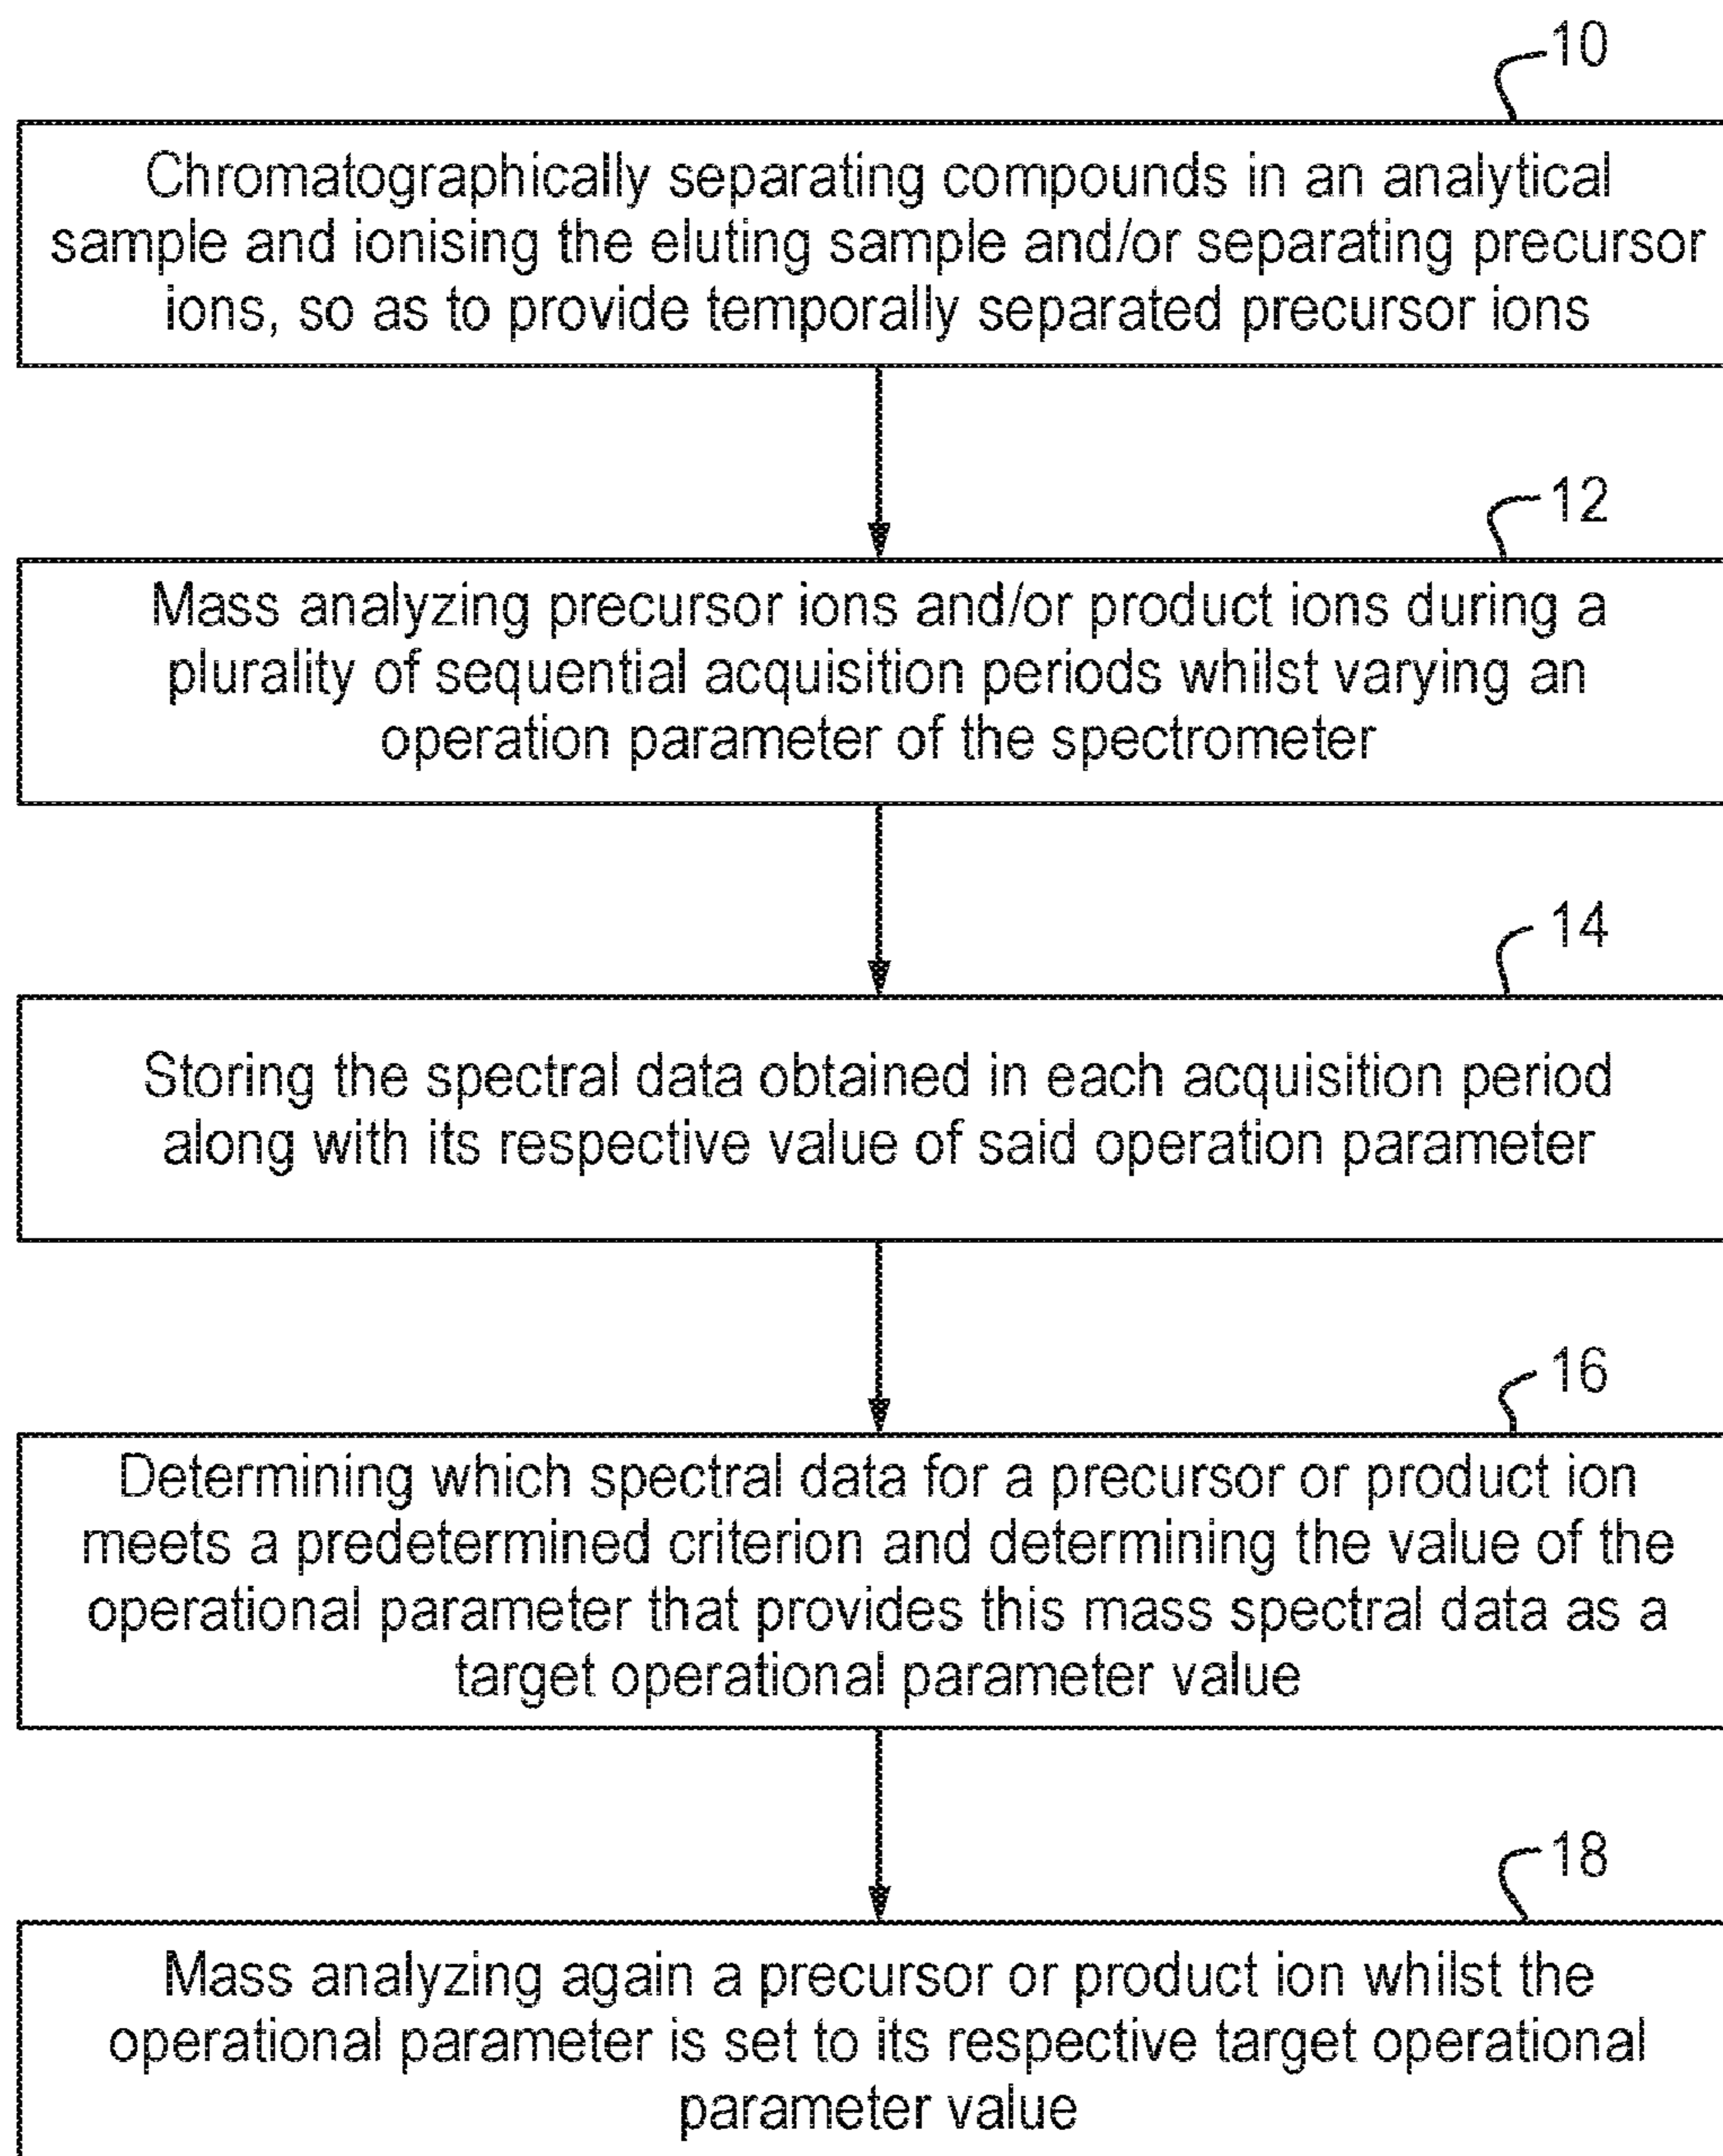 10
Chromatographically separating compounds in an analytical
sample and ionising the eluting sample and/or separating precursor
ions, so as to provide temporally separated precursor ions
12
Mass analyzing precursor ions and/or product ions during a
plurality of sequential acquisition periods whilst varying an
operation parameter of the spectrometer
14
Storing the spectral data obtained in each acquisition period
along with its respective value of said operation parameter
16
Determining which spectral data for a precursor or product ion
meets a predetermined criterion and determining the value of the
operational parameter that provides this mass spectral data as a
target operational parameter value
18
Mass analyzing again a precursor or product ion whilst the
operational parameter is set to its respective target operational
parameter value